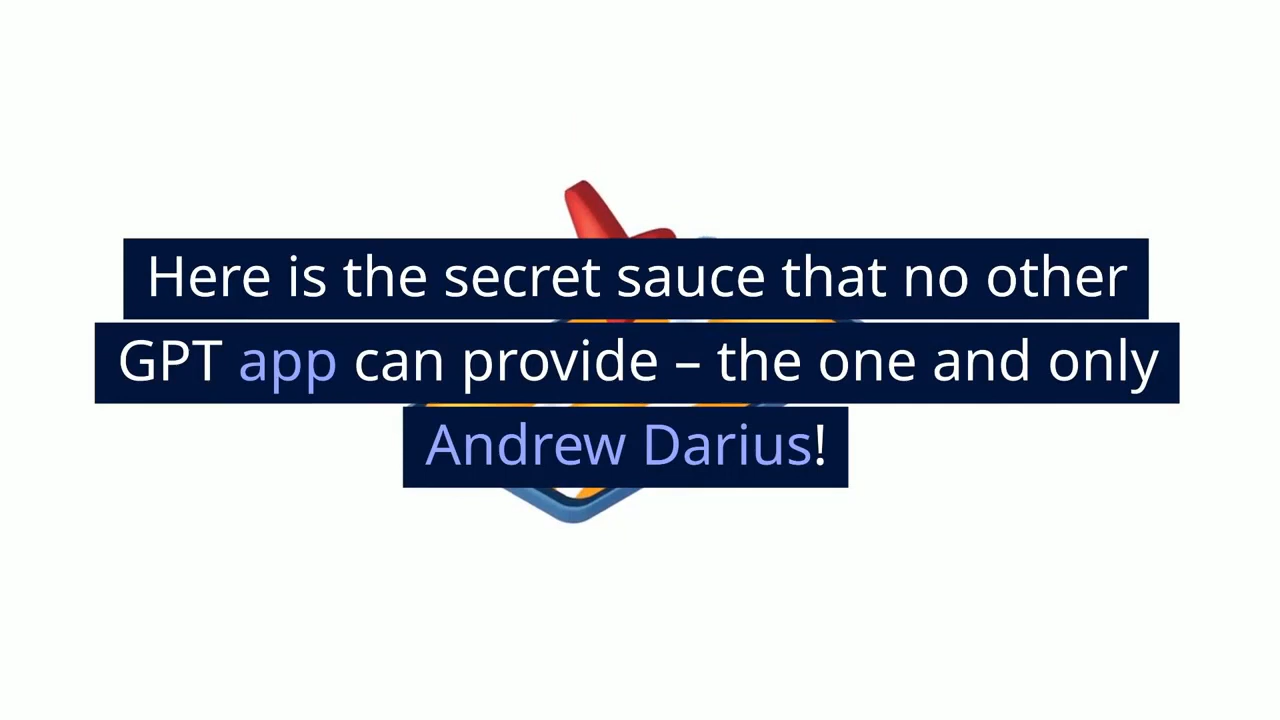 Here is the secret sauce that no other
GPT app can provide – the one and only
Andrew Darius!